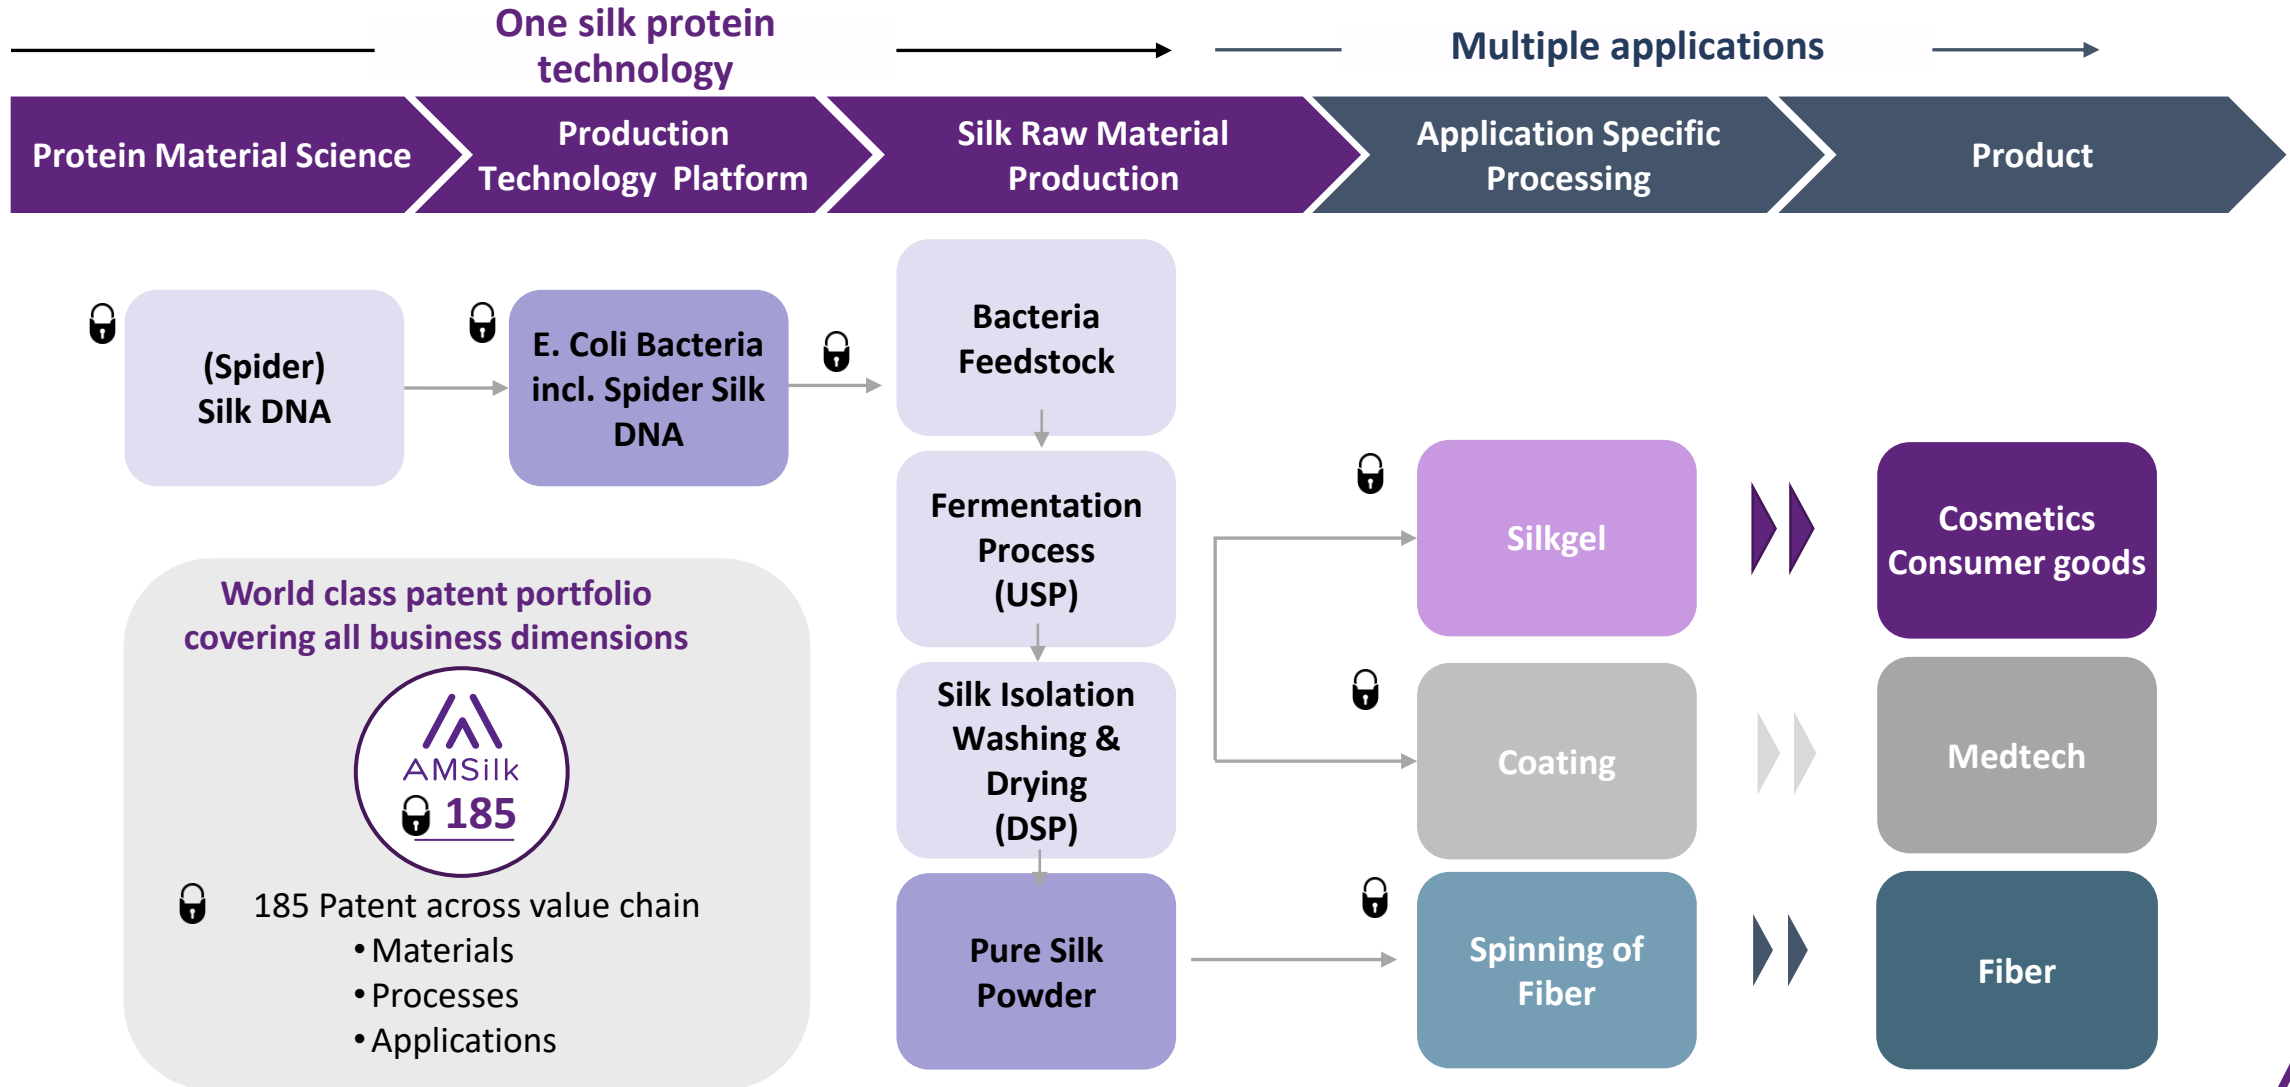 One silk protein
technology
Multiple applications
Protein Material Science
Production
Technology Platform
Silk Raw Material
Production
Application Specific
Processing
Product
(Spider)
Silk DNA
E. Coli Bacteria
incl. Spider Silk
DNA
Bacteria
Feedstock
Fermentation
Process
(USP)
Silk Isolation
Washing &
Drying
(DSP)
Pure Silk
Powder
Silkgel
Cosmetics
Consumer goods
Coating
Medtech
Spinning of
Fiber
Fiber
World class patent portfolio
covering all business dimensions
AMSilk
185
185 Patent across value chain
• Materials
• Processes
• Applications